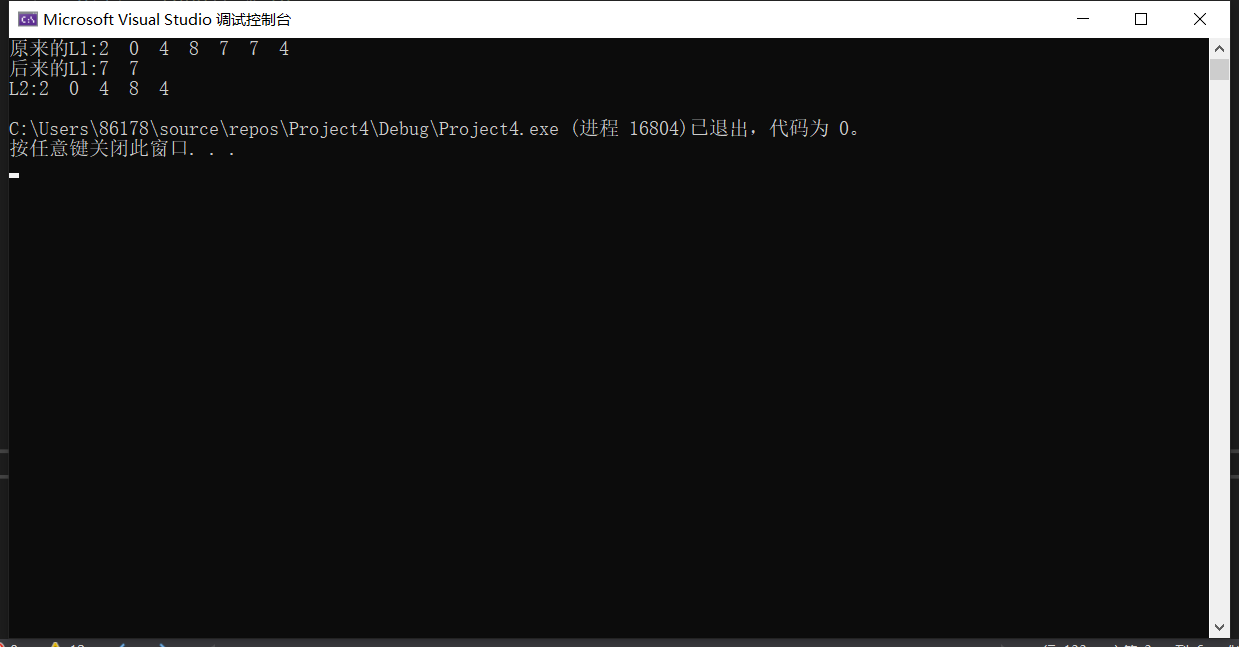 Microsoft Visual Studio 调试控制台
原来的L1:2  0  4  8  7  7  4
后来的L1:7  7
L2:2  0  4  8  4
C:\Users\86178\source\repos\Project4\Debug\Project4.exe (进程 16804)已退出，代码为 0。
按任意键关闭此窗口. . .